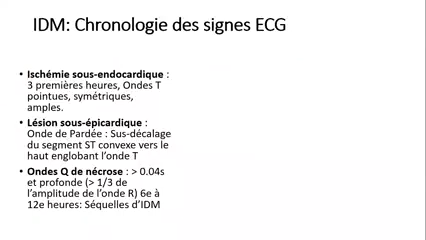 IDM: Chronologie des signes ECG
• Ischémie sous-endocardique :
3 premières heures, Ondes T
pointues, symétriques,
amples.
• Lésion sous-épicardique :
Onde de Pardée : Sus-décalage
du segment ST convexe vers le
haut englobant l'onde T
• Ondes Q de nécrose : > 0.04s
et profonde (> 1/3 de
l'amplitude de l'onde R) 6e à
12e heures: Séquelles d'IDM